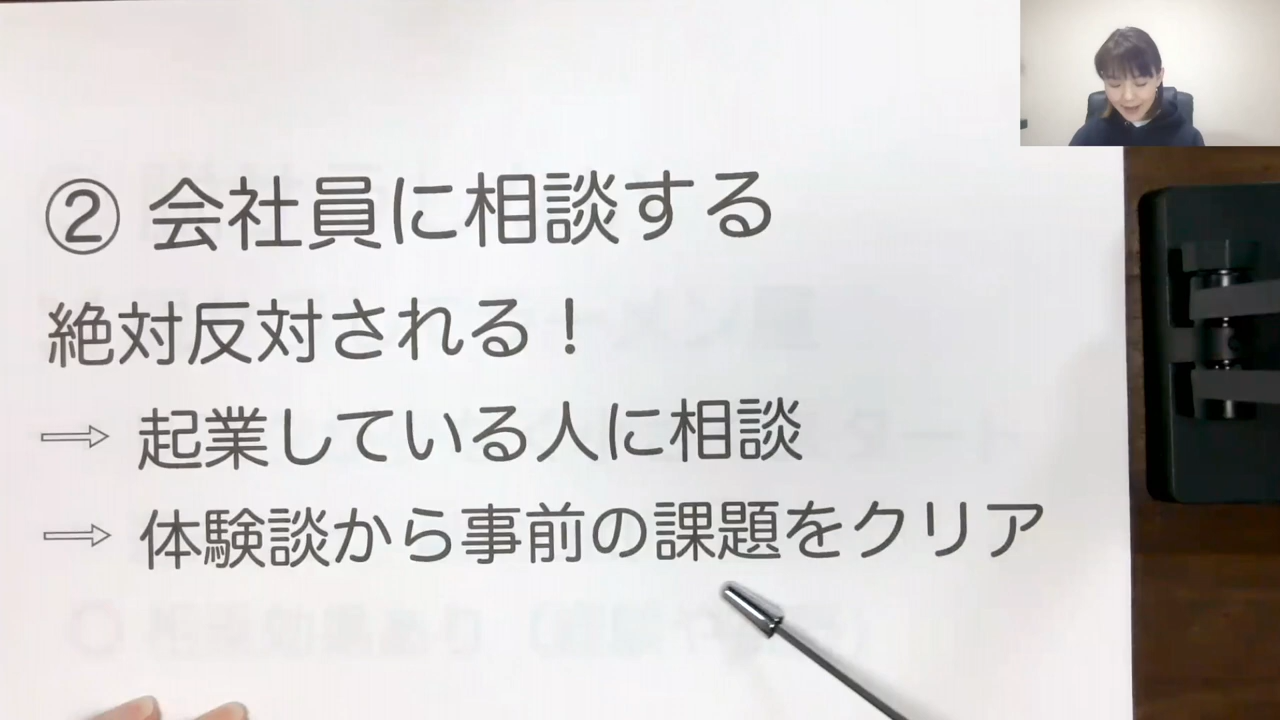 ② 会社員に相談する
絶対反対される！
⇒ 起業している人に相談
⇒ 体験談から事前の課題をクリア